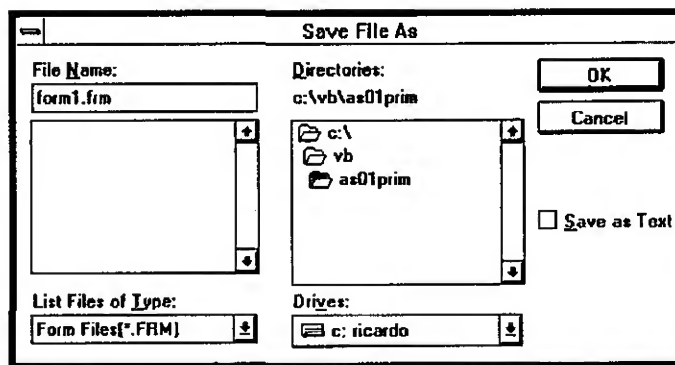 Save File As
File Name:
form1.frm
Directories:
c:\vb\as01prim
OK
Cancel
c:\
vb
as01prim
Save as Text
List Files of Type:
Form Files(*.FRM)
Drives:
c: ricardo